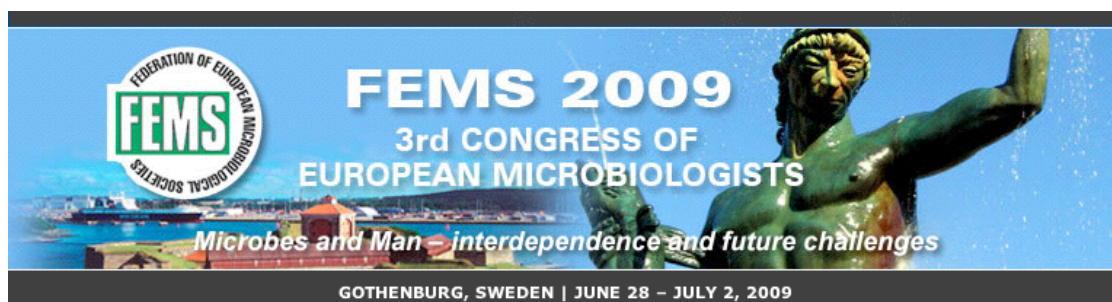 FEDERATION OF EUROPEAN MICROBIOLOGICAL SOCIETIES
FEMS
FEMS 2009
3rd CONGRESS OF
EUROPEAN MICROBIOLOGISTS
Microbes and Man – interdependence and future challenges
GOTHENBURG, SWEDEN | JUNE 28 – JULY 2, 2009